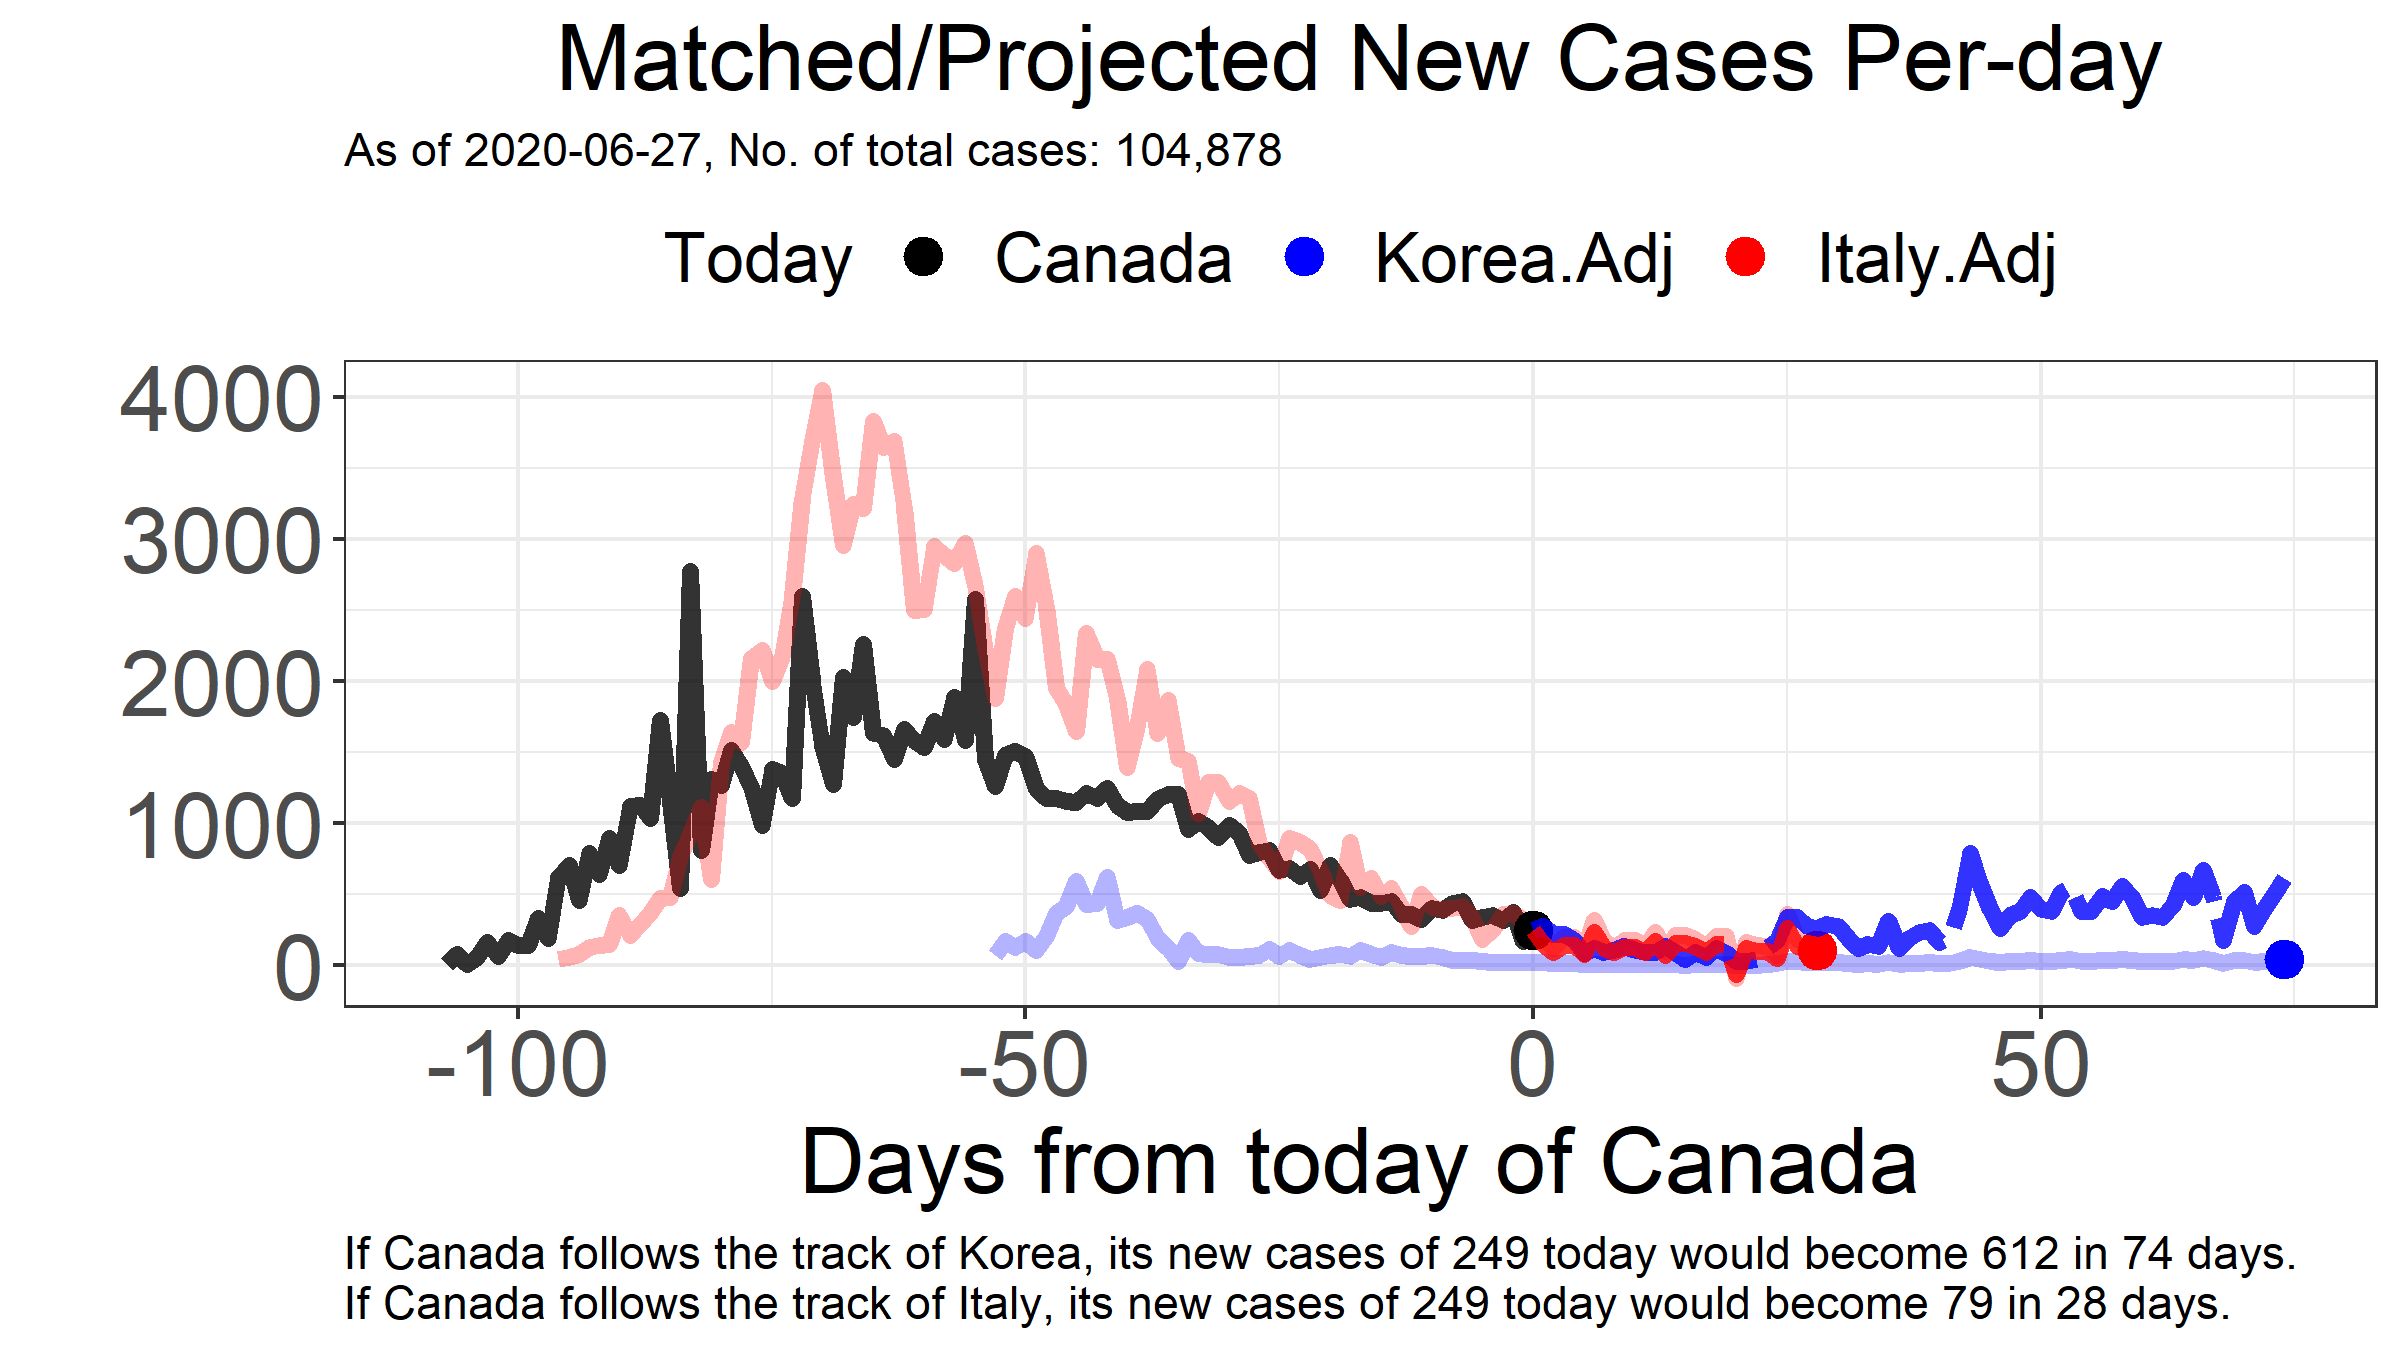 Matched/Projected New Cases Per-day
As of 2020-06-27, No. of total cases: 104,878
Today Canada Korea.Adj Italy.Adj
4000
3000
2000
1000
0
-100 -50 0 50
Days from today of Canada
If Canada follows the track of Korea, its new cases of 249 today would become 612 in 74 days.
If Canada follows the track of Italy, its new cases of 249 today would become 79 in 28 days.